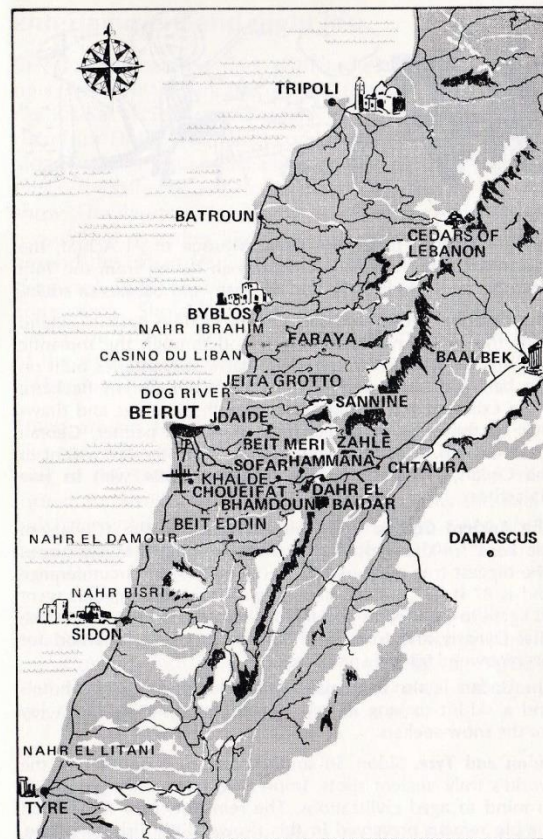 TRIPOLI
BATROUN
CEDARS OF
LEBANON
BYBLOS
NAHR IBRAHIM
FARAYA
CASINO DU LIBAN
BAALBEK
JEITA GROTTO
DOG RIVER
SANNINE
BEIRUT
JDAIDE
BEIT MERI
ZAHLÉ
SOFAR
HAMMANA
CHTAURA
KHALDE
CHOUEIFAT
DAHR EL
BHAMDOUN
BAIDAR
BEIT EDDIN
NAHR EL DAMOUR
DAMASCUS
NAHR BISRI
SIDON
NAHR EL LITANI
TYRE